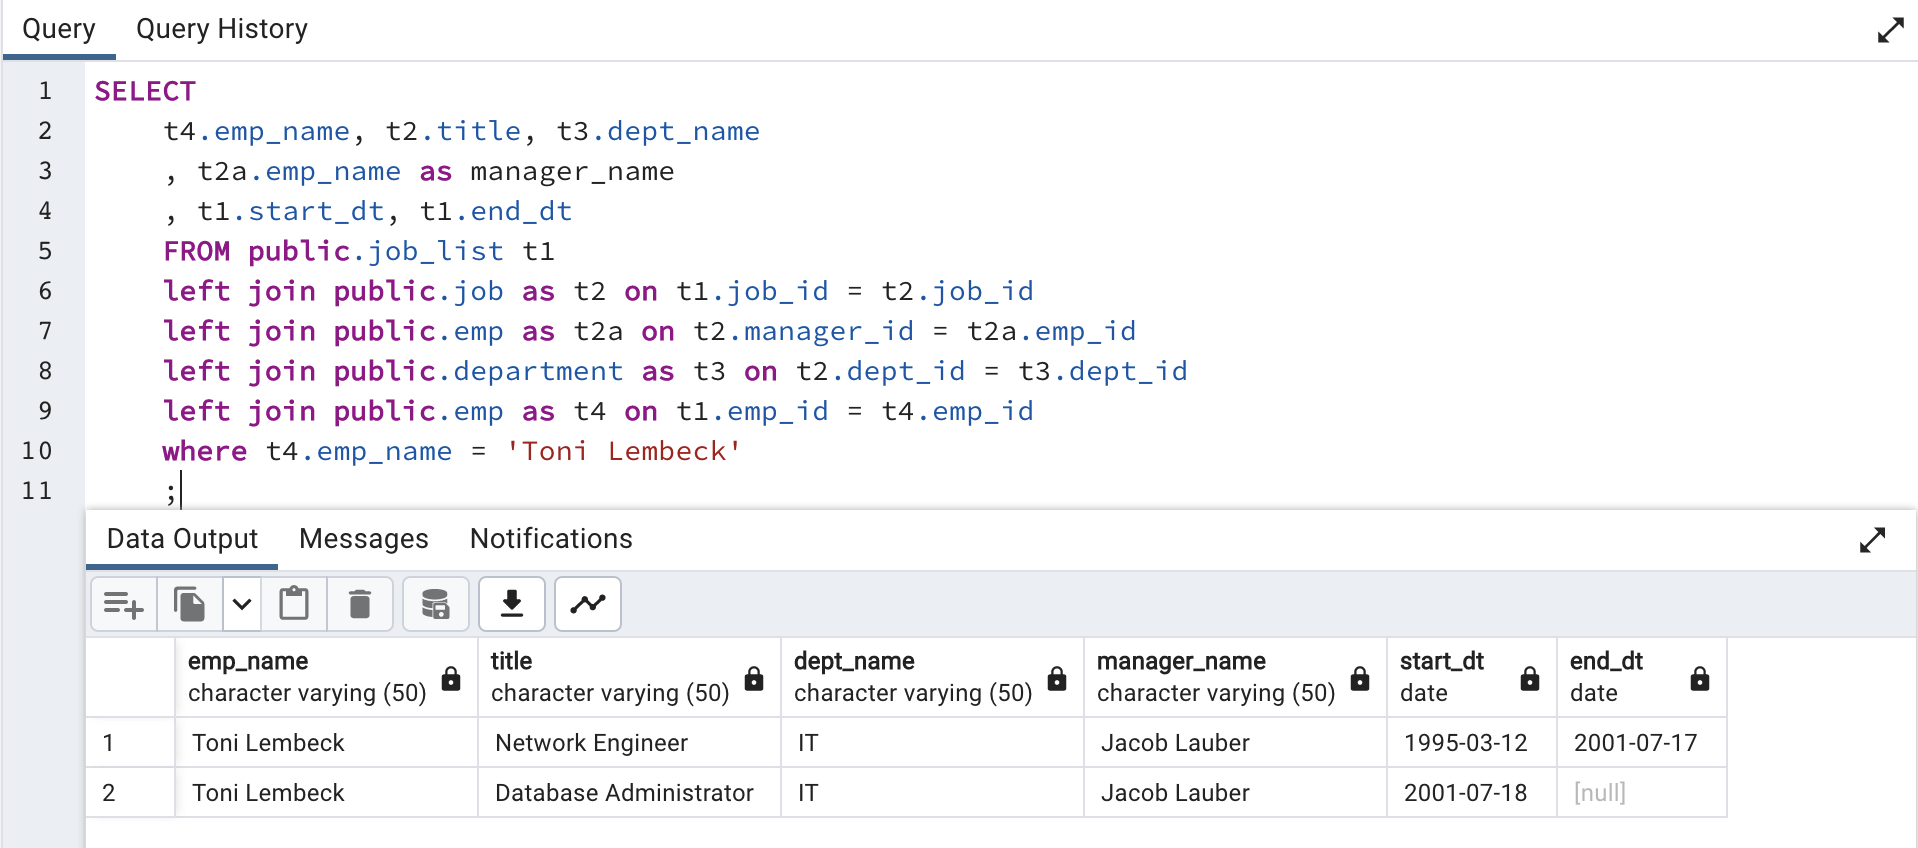 Query Query History
1 SELECT
2 t4.emp_name, t2.title, t3.dept_name
3 , t2a.emp_name as manager_name
4 , t1.start_dt, t1.end_dt
5 FROM public.job_list t1
6 left join public.job as t2 on t1.job_id = t2.job_id
7 left join public.emp as t2a on t2.manager_id = t2a.emp_id
8 left join public.department as t3 on t2.dept_id = t3.dept_id
9 left join public.emp as t4 on t1.emp_id = t4.emp_id
10 where t4.emp_name = 'Toni Lembeck'
11 ;
Data Output Messages Notifications
emp_name title dept_name manager_name start_dt end_dt
character varying (50) character varying (50) character varying (50) character varying (50) date date
1 Toni Lembeck Network Engineer IT Jacob Lauber 1995-03-12 2001-07-17
2 Toni Lembeck Database Administrator IT Jacob Lauber 2001-07-18 [null]